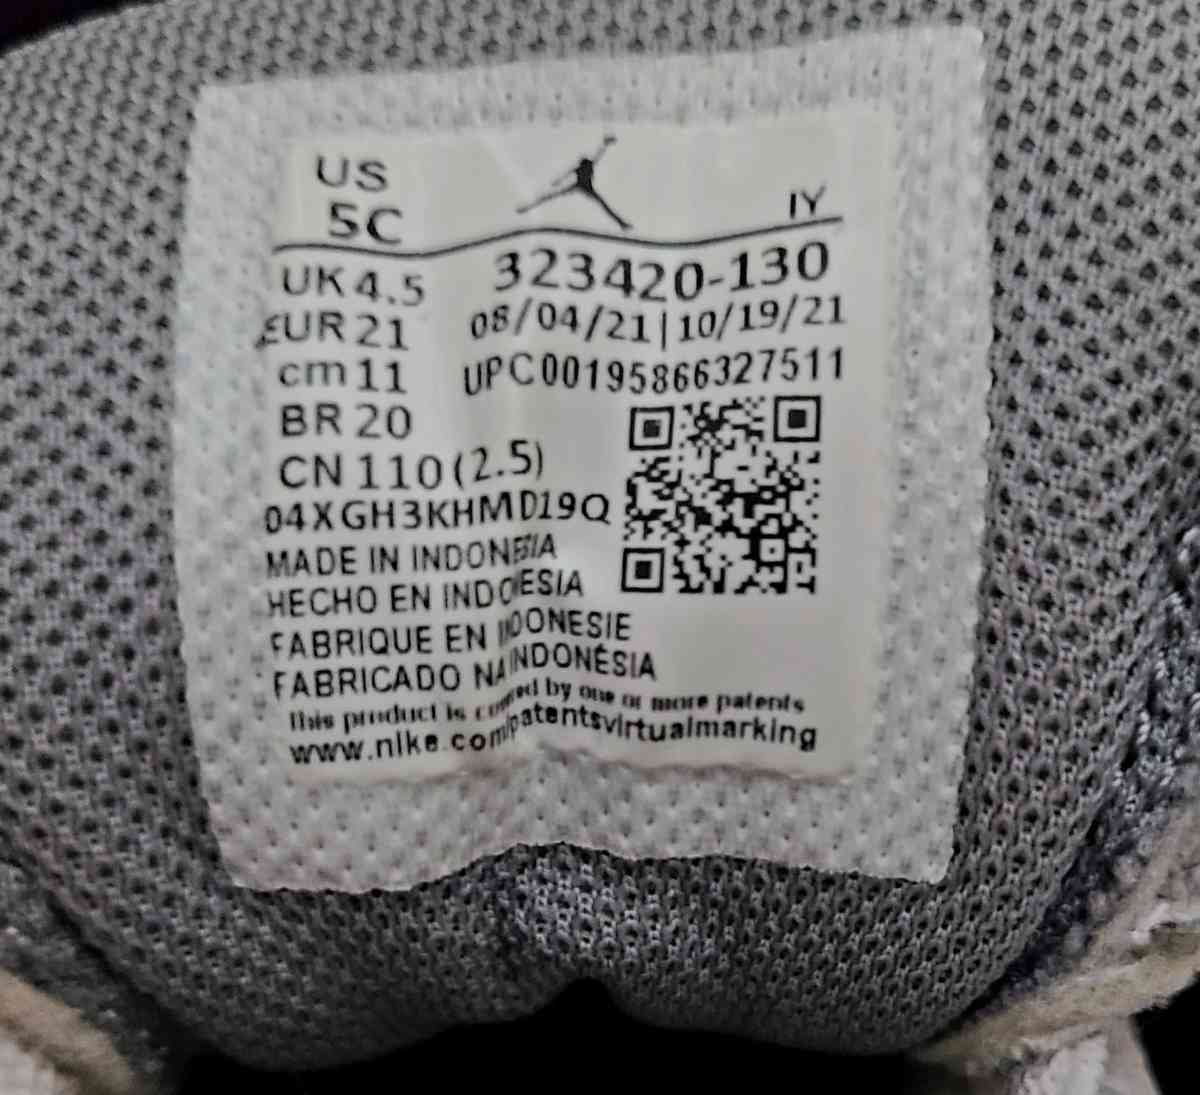 US
5C
IY
UK 4.5
323420-130
EUR 21
08/04/21|10/19/21
cm 11
UPC00195866327511
BR 20
CN 110 (2.5)
04XGH3KHMD19Q
MADE IN INDONESIA
HECHO EN INDONESIA
FABRIQUE EN INDONESIE
FABRICADO NA INDONÉSIA
This product is covered by one or more patents
www.nike.com/patentsvirtualmarking